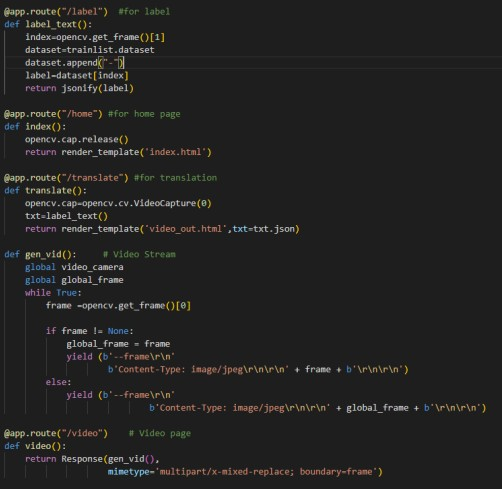 @app.route("/label")  #for label
def label_text():
    index=opencv.get_frame()[1]
    dataset=trainlist.dataset
    dataset.append("-")
    label=dataset[index]
    return jsonify(label)

@app.route("/home") #for home page
def index():
    opencv.cap.release()
    return render_template('index.html')

@app.route("/translate") #for translation
def translate():
    opencv.cap=opencv.cv.VideoCapture(0)
    txt=label_text()
    return render_template('video_out.html',txt=txt.json)

def gen_vid():     # Video Stream
    global video_camera
    global global_frame
    while True:
        frame =opencv.get_frame()[0]

        if frame != None:
            global_frame = frame
            yield (b'--frame\r\n'
                    b'Content-Type: image/jpeg\r\n\r\n' + frame + b'\r\n\r\n')
        else:
            yield (b'--frame\r\n'
                            b'Content-Type: image/jpeg\r\n\r\n' + global_frame + b'\r\n\r\n')

@app.route("/video")    # Video page
def video():
    return Response(gen_vid(),
                    mimetype='multipart/x-mixed-replace; boundary=frame')